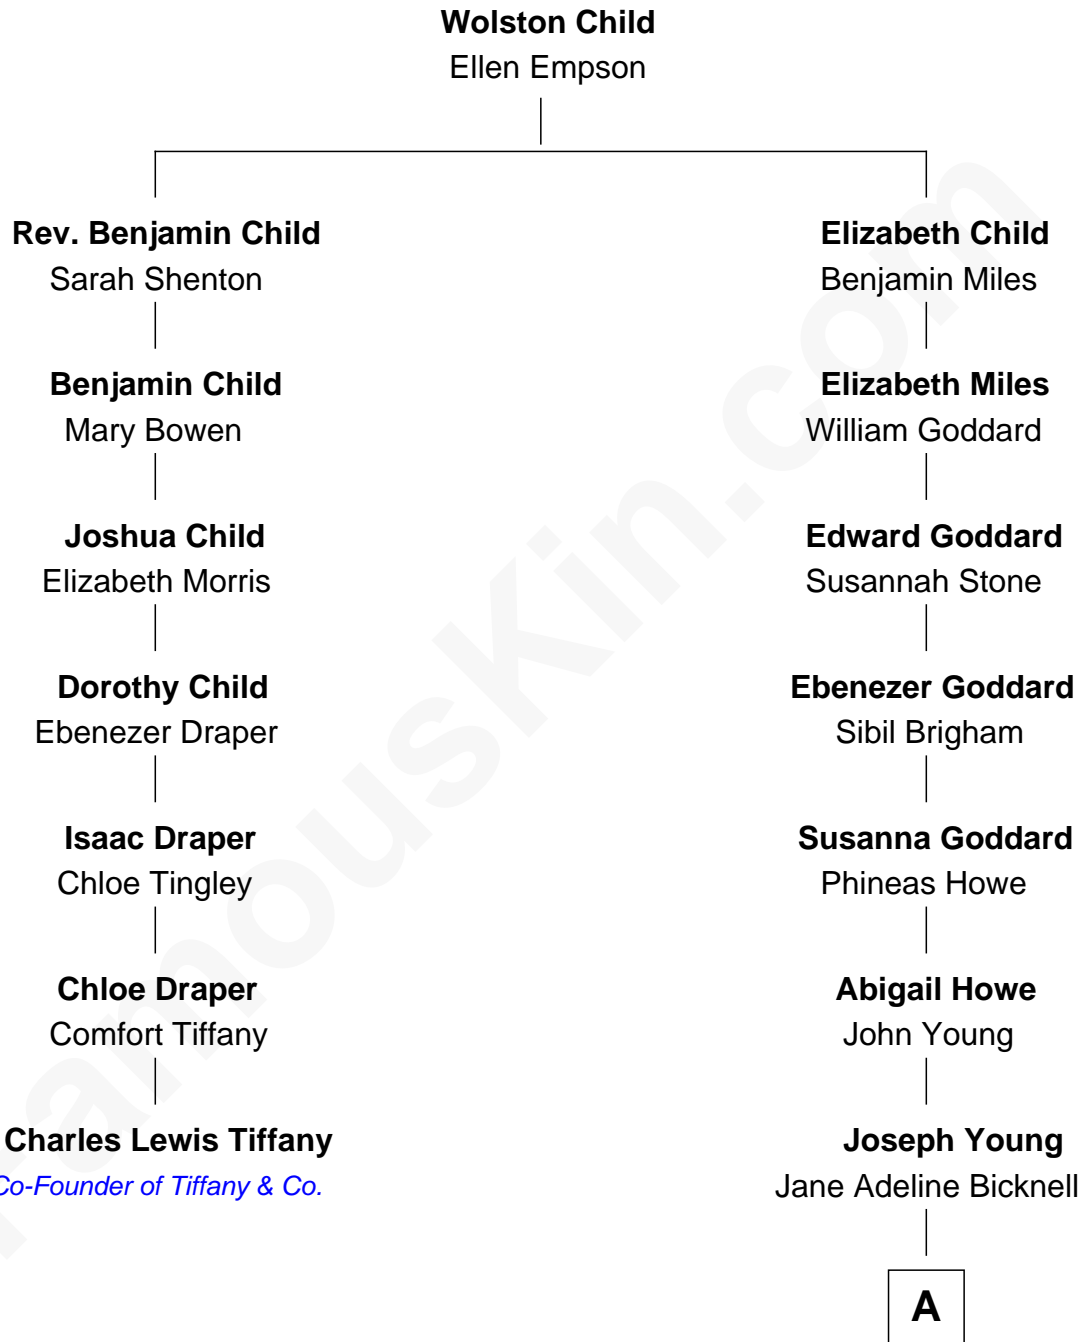 Wolston Child
Ellen Empson
Rev. Benjamin Child
Sarah Shenton
Elizabeth Child
Benjamin Miles
Benjamin Child
Mary Bowen
Elizabeth Miles
William Goddard
Joshua Child
Elizabeth Morris
Edward Goddard
Susannah Stone
Dorothy Child
Ebenezer Draper
Ebenezer Goddard
Sibil Brigham
Isaac Draper
Chloe Tingley
Susanna Goddard
Phineas Howe
Chloe Draper
Comfort Tiffany
Abigail Howe
John Young
Charles Lewis Tiffany
Co-Founder of Tiffany & Co.
Joseph Young
Jane Adeline Bicknell
A
FamousKin.com